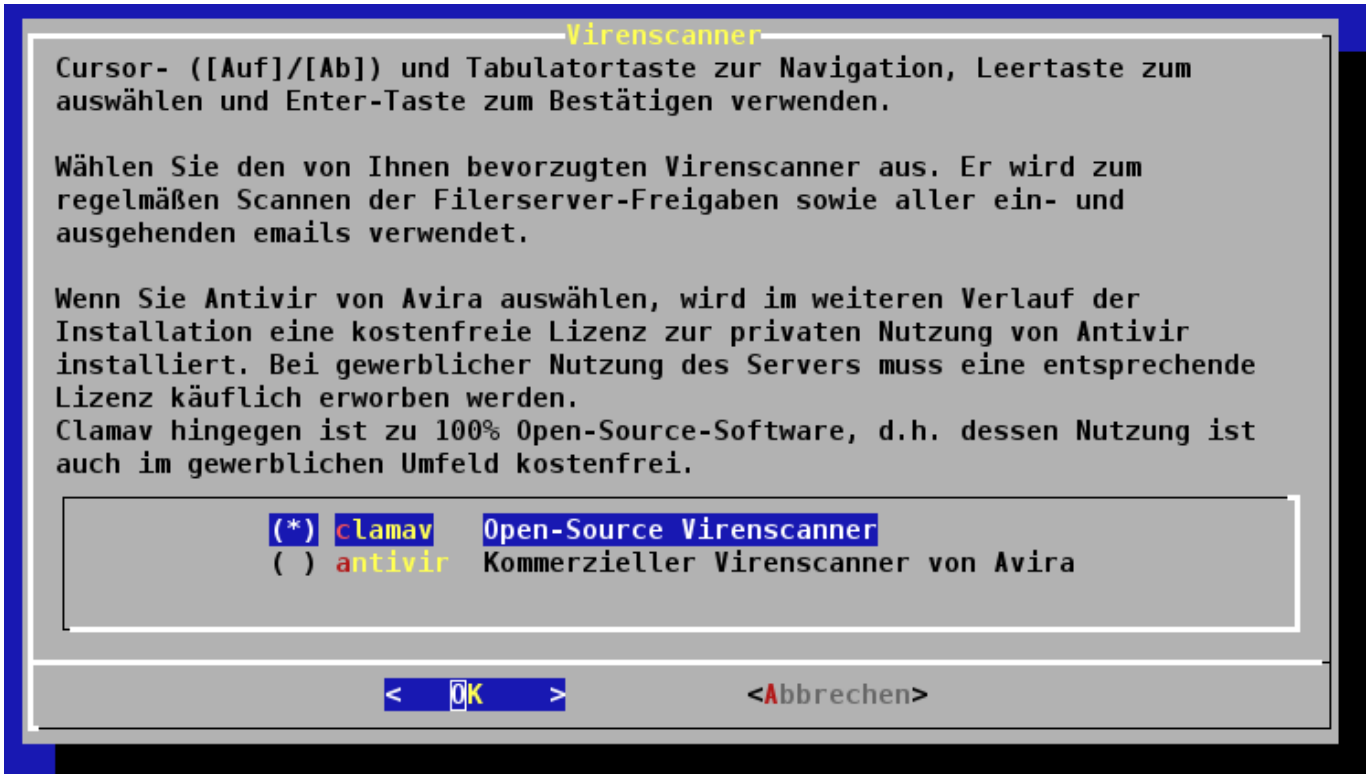 Virenscanner
Cursor- ([Auf]/[Ab]) und Tabulatortaste zur Navigation, Leertaste zum
auswählen und Enter-Taste zum Bestätigen verwenden.
Wählen Sie den von Ihnen bevorzugten Virenscanner aus. Er wird zum
regelmäßen Scannen der Filerserver-Freigaben sowie aller ein- und
ausgehenden emails verwendet.
Wenn Sie Antivir von Avira auswählen, wird im weiteren Verlauf der
Installation eine kostenfreie Lizenz zur privaten Nutzung von Antivir
installiert. Bei gewerblicher Nutzung des Servers muss eine entsprechende
Lizenz käuflich erworben werden.
Clamav hingegen ist zu 100% Open-Source-Software, d.h. dessen Nutzung ist
auch im gewerblichen Umfeld kostenfrei.
(*) clamav Open-Source Virenscanner
( ) antivir Kommerzieller Virenscanner von Avira
< OK > <Abbrechen>